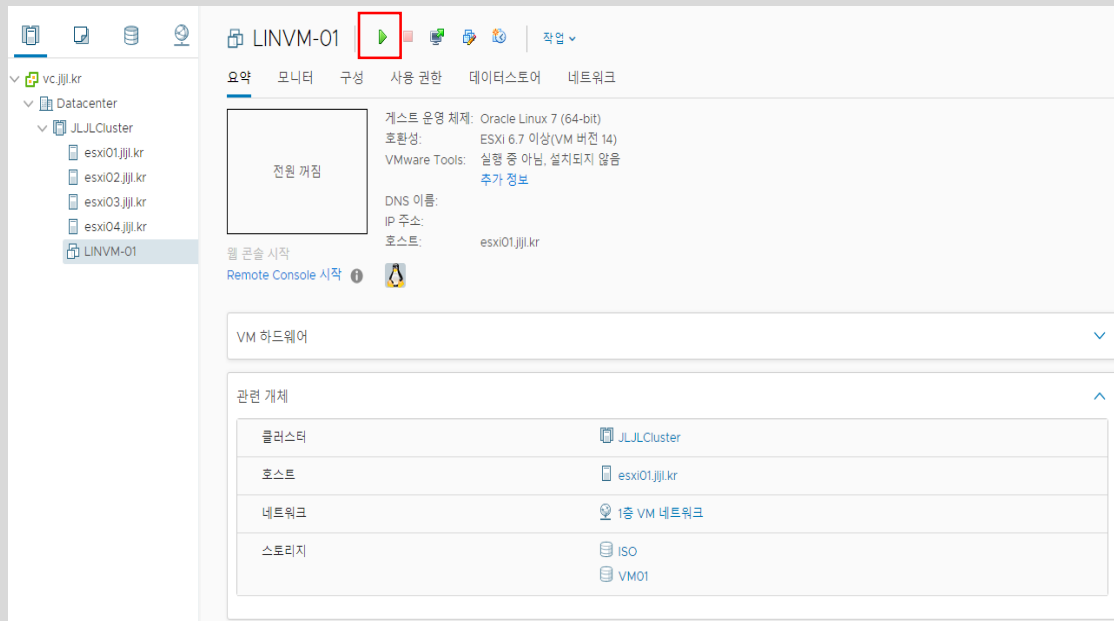 vc.jljl.kr
Datacenter
JLJLCluster
esxi01.jljl.kr
esxi02.jljl.kr
esxi03.jljl.kr
esxi04.jljl.kr
LINVM-01
LINVM-01
작업
요약 모니터 구성 사용 권한 데이터스토어 네트워크
전원 꺼짐
게스트 운영 체제: Oracle Linux 7 (64-bit)
호환성: ESXi 6.7 이상(VM 버전 14)
VMware Tools: 실행 중 아님, 설치되지 않음
추가 정보
DNS 이름:
IP 주소:
호스트: esxi01.jljl.kr
웹 콘솔 시작
Remote Console 시작
VM 하드웨어
관련 개체
클러스터 JLJLCluster
호스트 esxi01.jljl.kr
네트워크 1층 VM 네트워크
스토리지 ISO
VM01